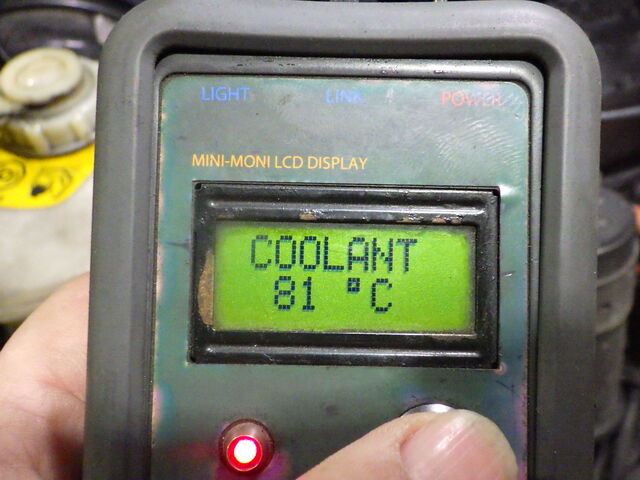 LIGHT LINK POWER
MINI-MONI LCD DISPLAY
COOLANT
81 °C